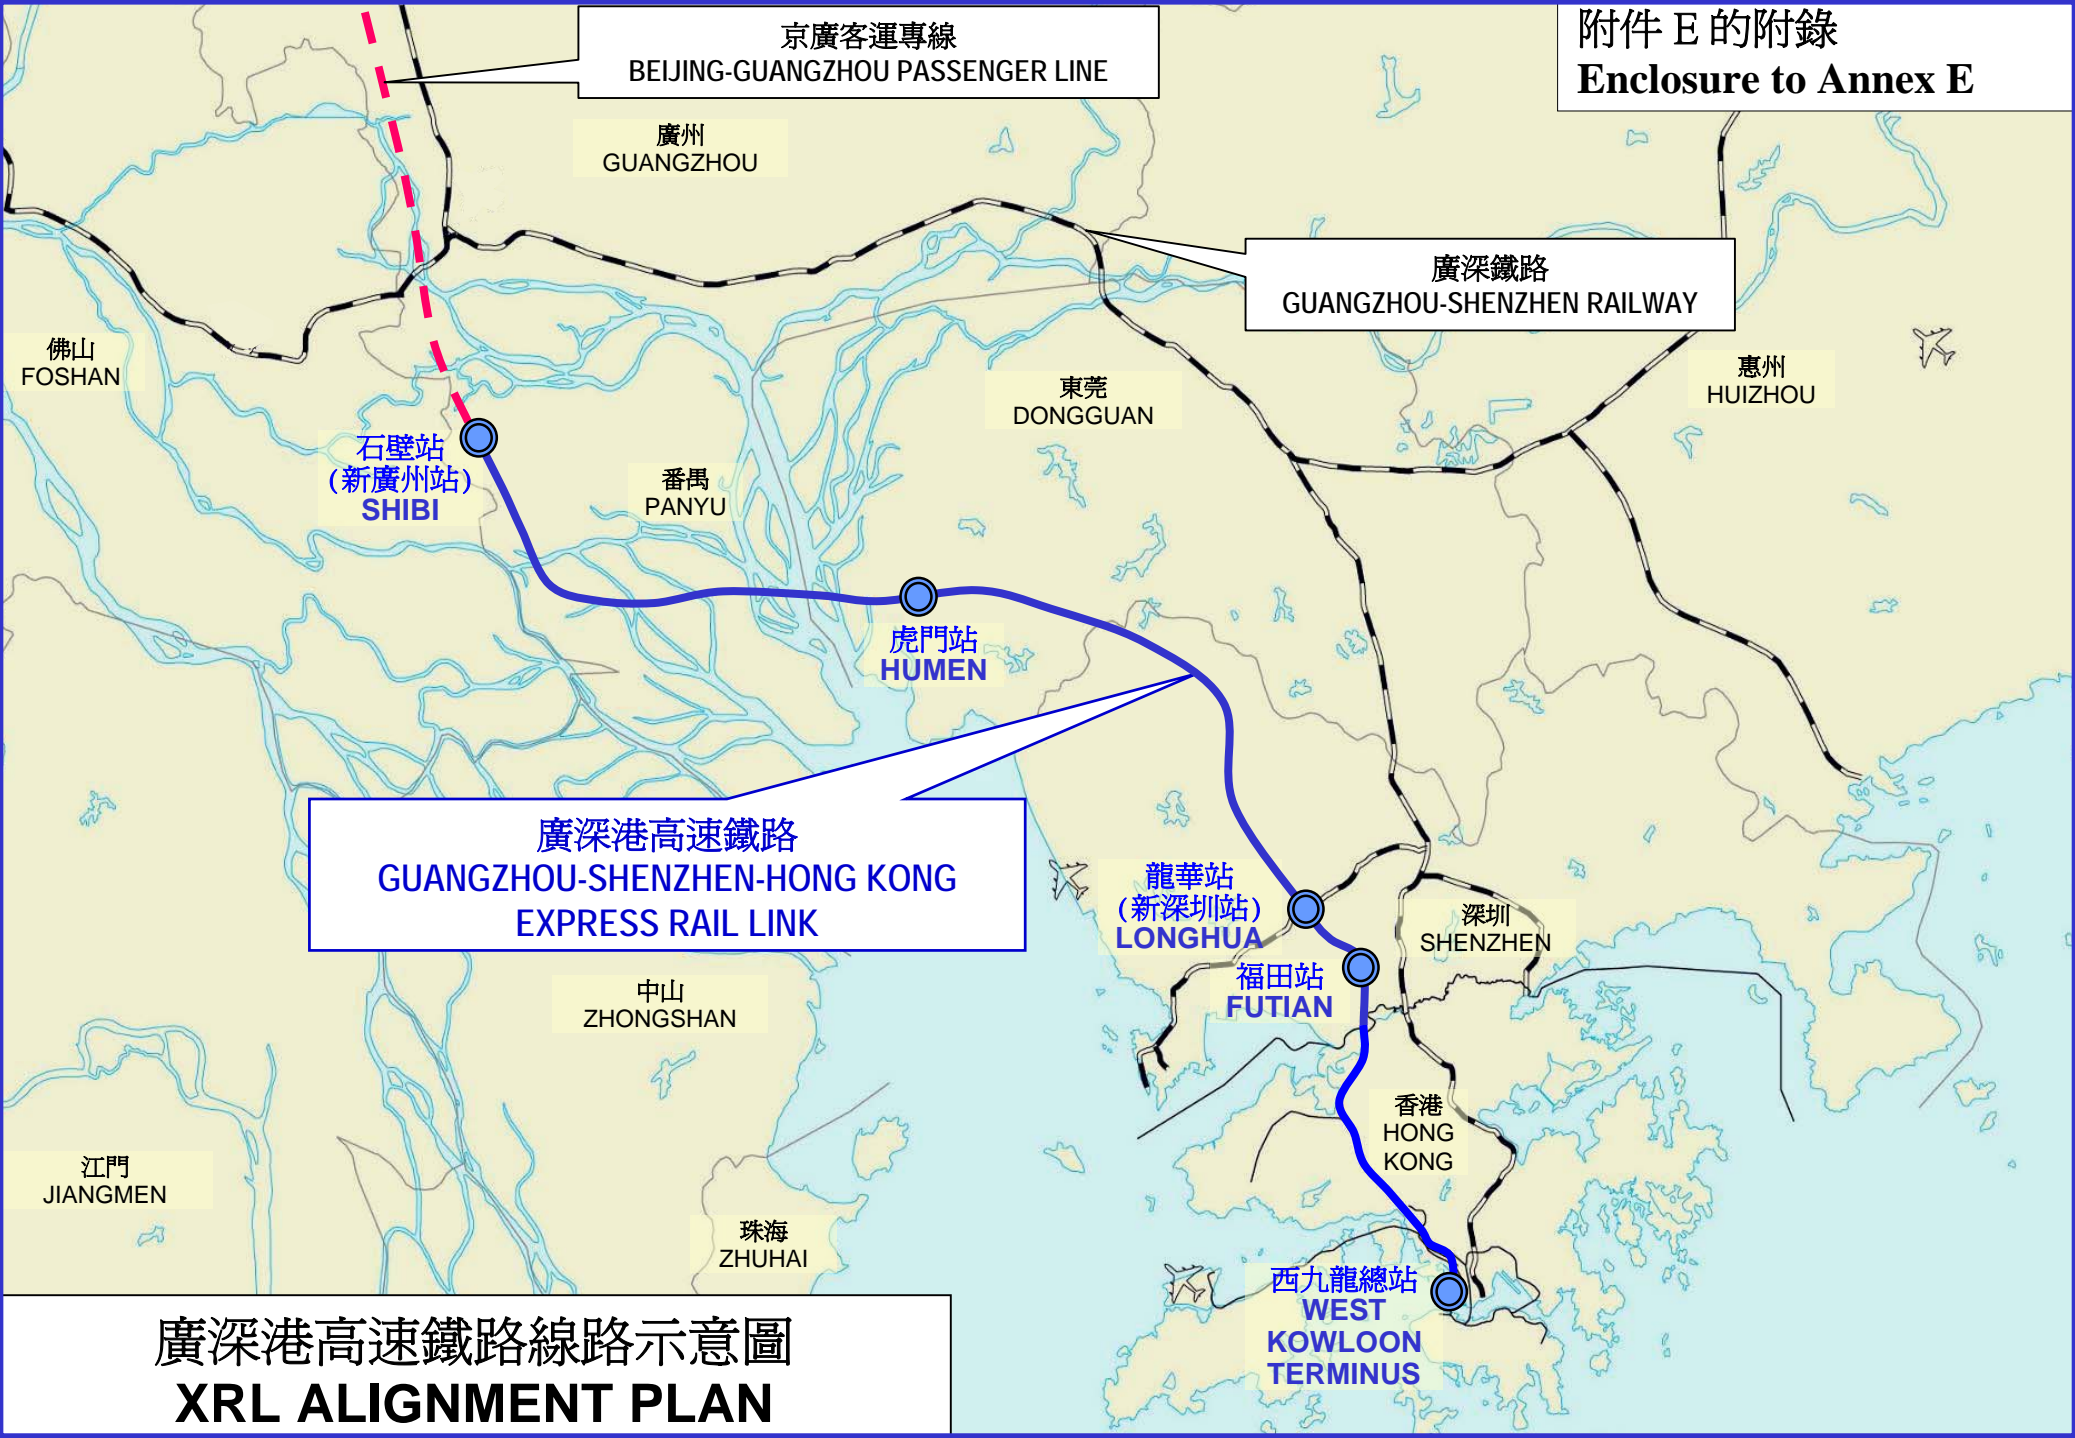 京廣客運專線
BEIJING-GUANGZHOU PASSENGER LINE
附件 E 的附錄
Enclosure to Annex E
廣州
GUANGZHOU
廣深鐵路
GUANGZHOU-SHENZHEN RAILWAY
佛山
FOSHAN
惠州
HUIZHOU
東莞
DONGGUAN
石壁站
(新廣州站)
SHIBI
番禺
PANYU
虎門站
HUMEN
廣深港高速鐵路
GUANGZHOU-SHENZHEN-HONG KONG
EXPRESS RAIL LINK
龍華站
(新深圳站)
LONGHUA
深圳
SHENZHEN
福田站
FUTIAN
中山
ZHONGSHAN
香港
HONG
KONG
江門
JIANGMEN
珠海
ZHUHAI
西九龍總站
WEST
KOWLOON
TERMINUS
廣深港高速鐵路線路示意圖
XRL ALIGNMENT PLAN